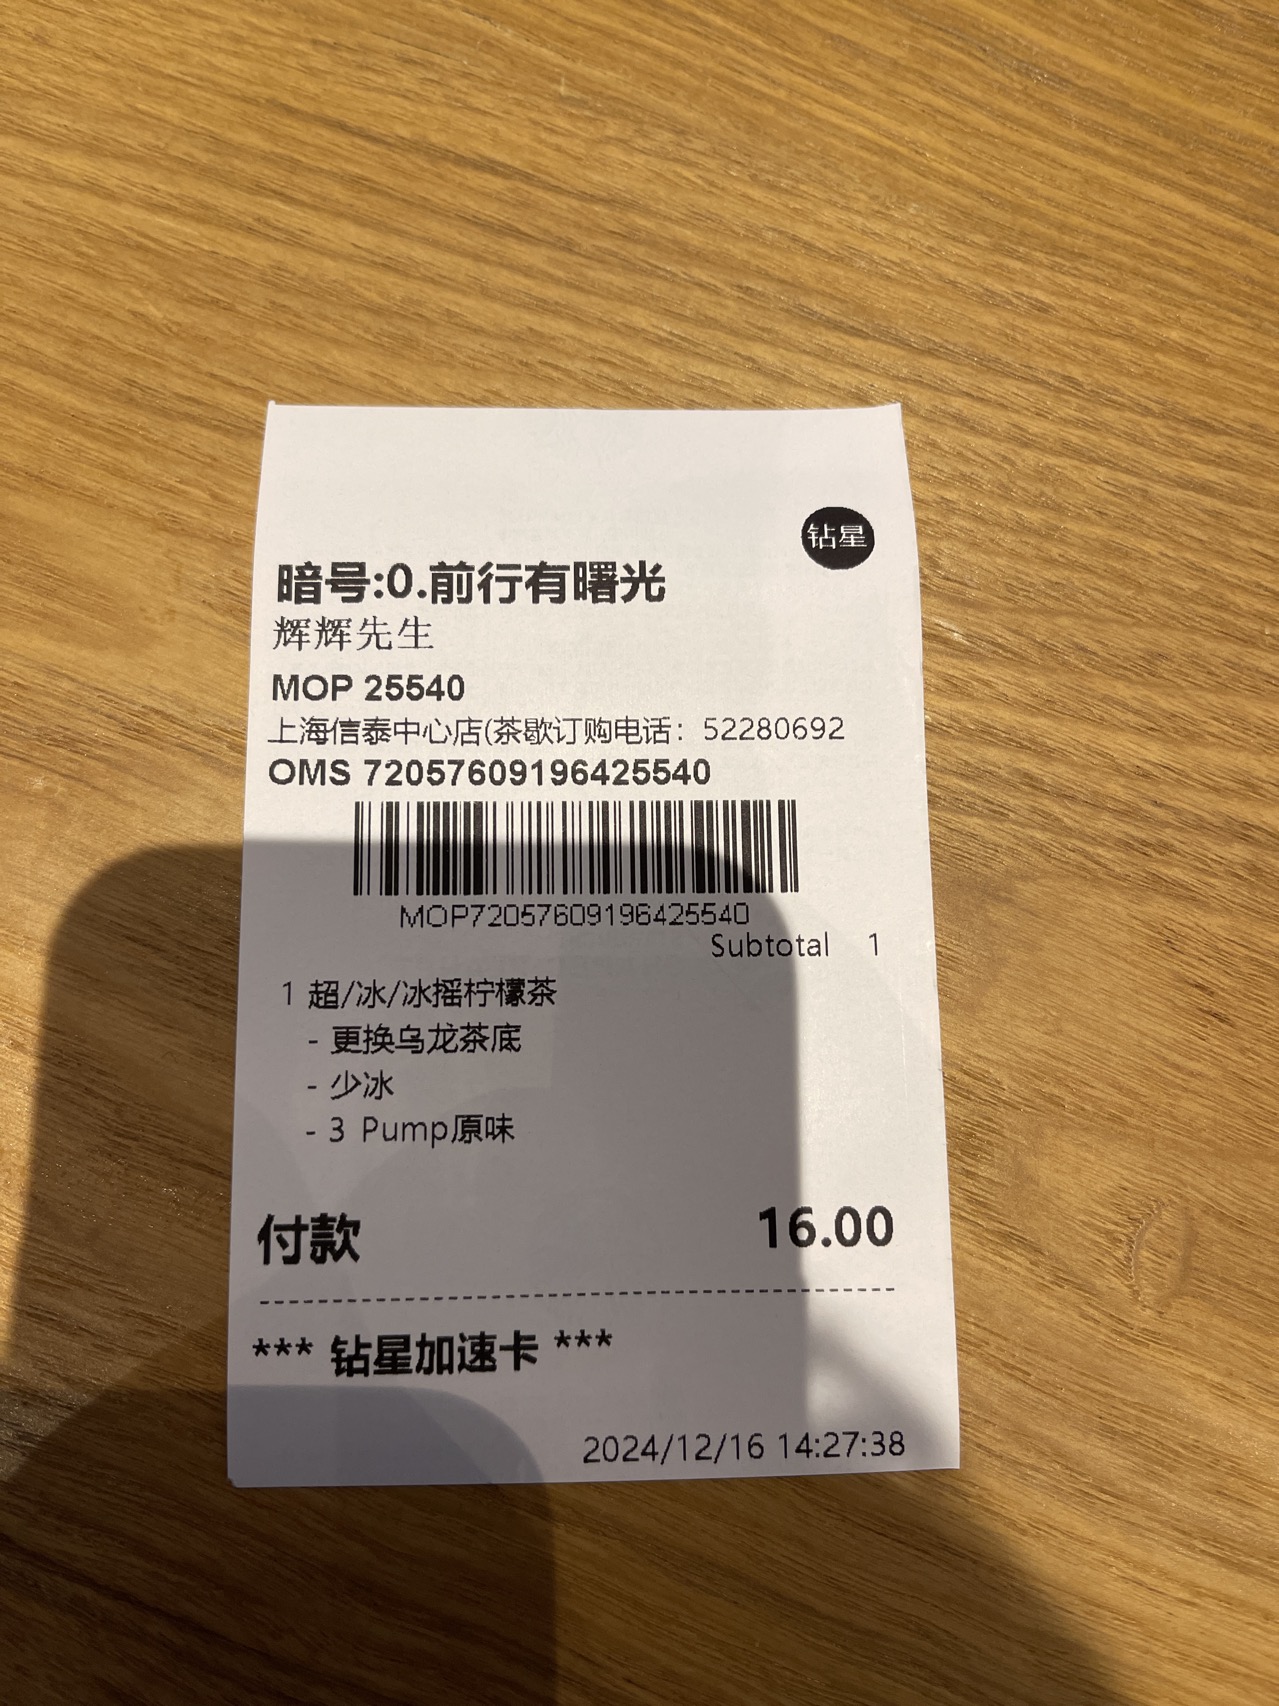 钻星
暗号:0.前行有曙光
辉辉先生
MOP 25540
上海信泰中心店(茶歇订购电话：52280692
OMS 72057609196425540
MOP72057609196425540
Subtotal 1
1 超/冰/冰摇柠檬茶
- 更换乌龙茶底
- 少冰
- 3 Pump原味
付款 16.00
*** 钻星加速卡 ***
2024/12/16 14:27:38